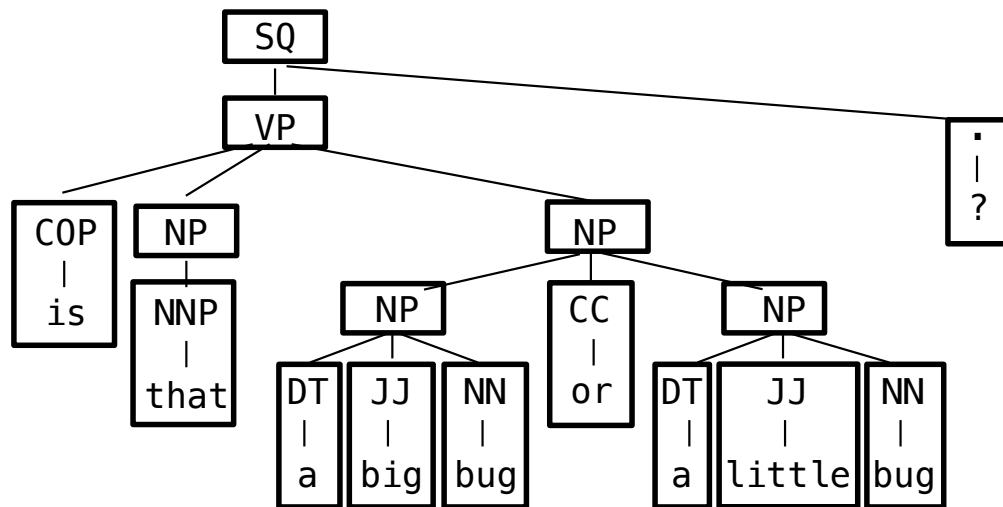 SQ
VP
.
?
COP NP NP
is
NNP NP CC NP
that or
DT JJ NN DT JJ NN
a big bug a little bug